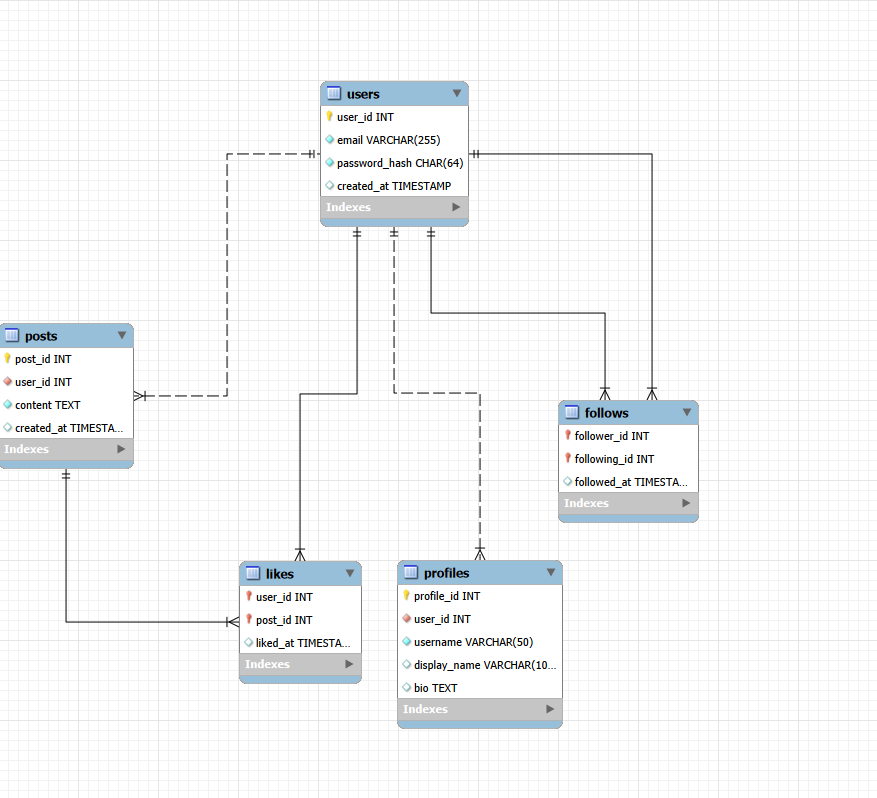 users
user_id INT
email VARCHAR(255)
password_hash CHAR(64)
created_at TIMESTAMP
Indexes
posts
post_id INT
user_id INT
content TEXT
created_at TIMESTA...
Indexes
follows
follower_id INT
following_id INT
followed_at TIMESTA...
Indexes
likes
user_id INT
post_id INT
liked_at TIMESTA...
Indexes
profiles
profile_id INT
user_id INT
username VARCHAR(50)
display_name VARCHAR(10...
bio TEXT
Indexes